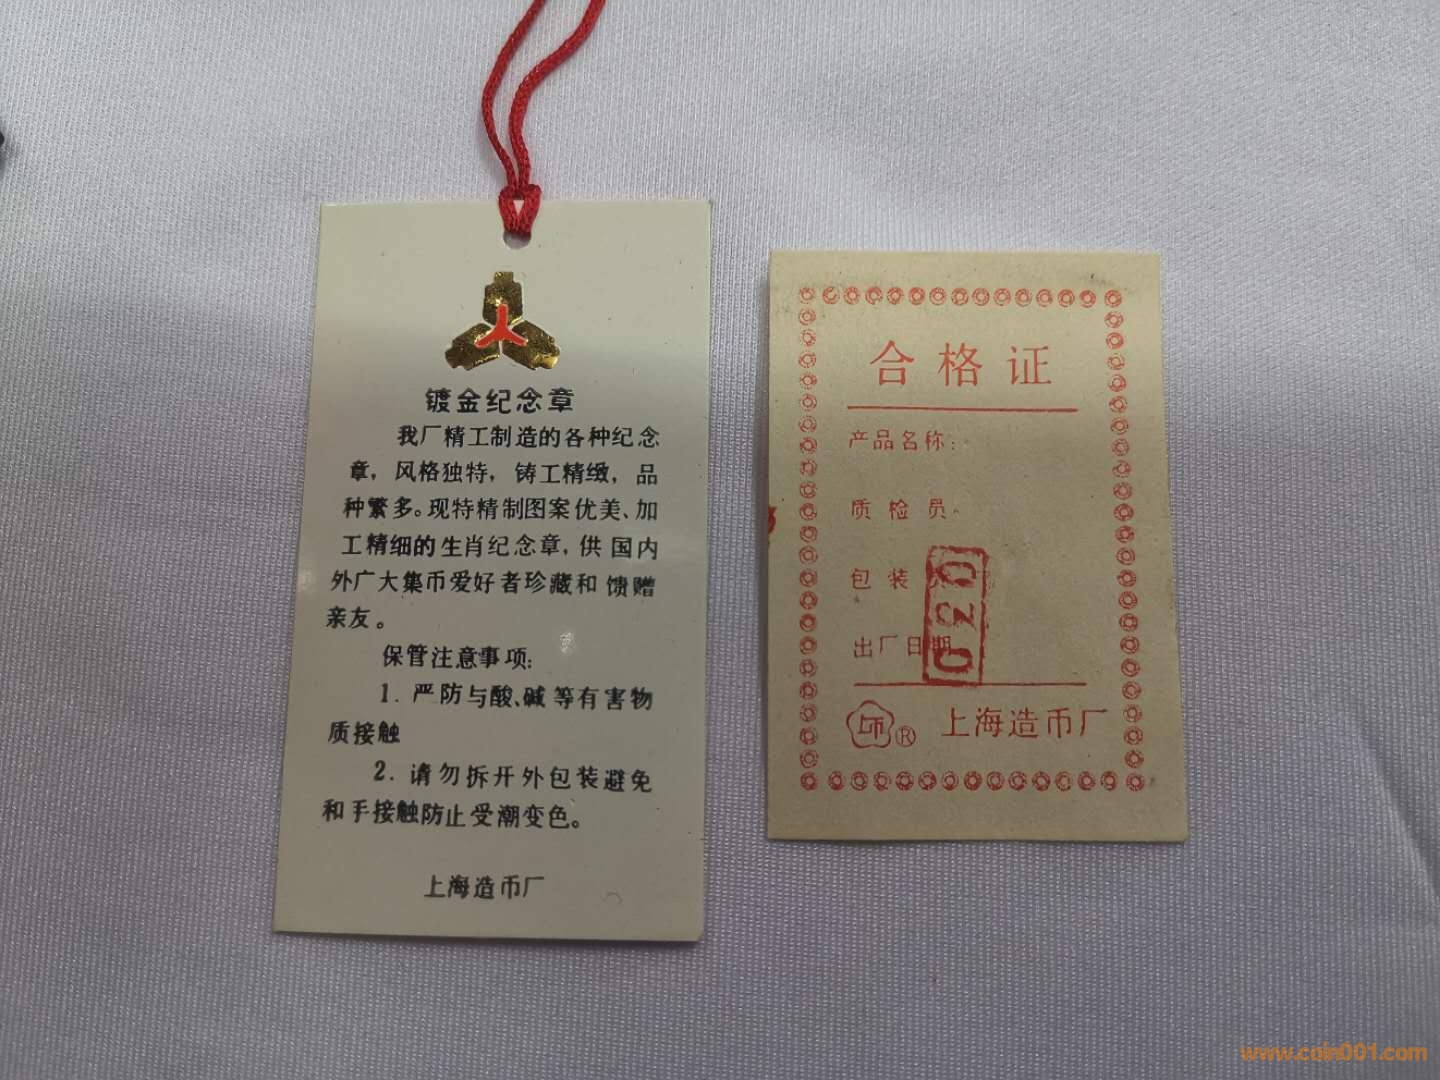 镀金纪念章
我厂精工制造的各种纪念
章，风格独特，铸工精緻，品
种繁多。现特精制图案优美、加
工精细的生肖纪念章，供国内
外广大集币爱好者珍藏和馈赠
亲友。
保管注意事项：
1. 严防与酸、碱等有害物
质接触
2. 请勿拆开外包装避免
和手接触防止受潮变色。
上海造币厂
合格证
产品名称：
质检员
包装员
020
出厂日期
®上海造币厂
www.coin001.com